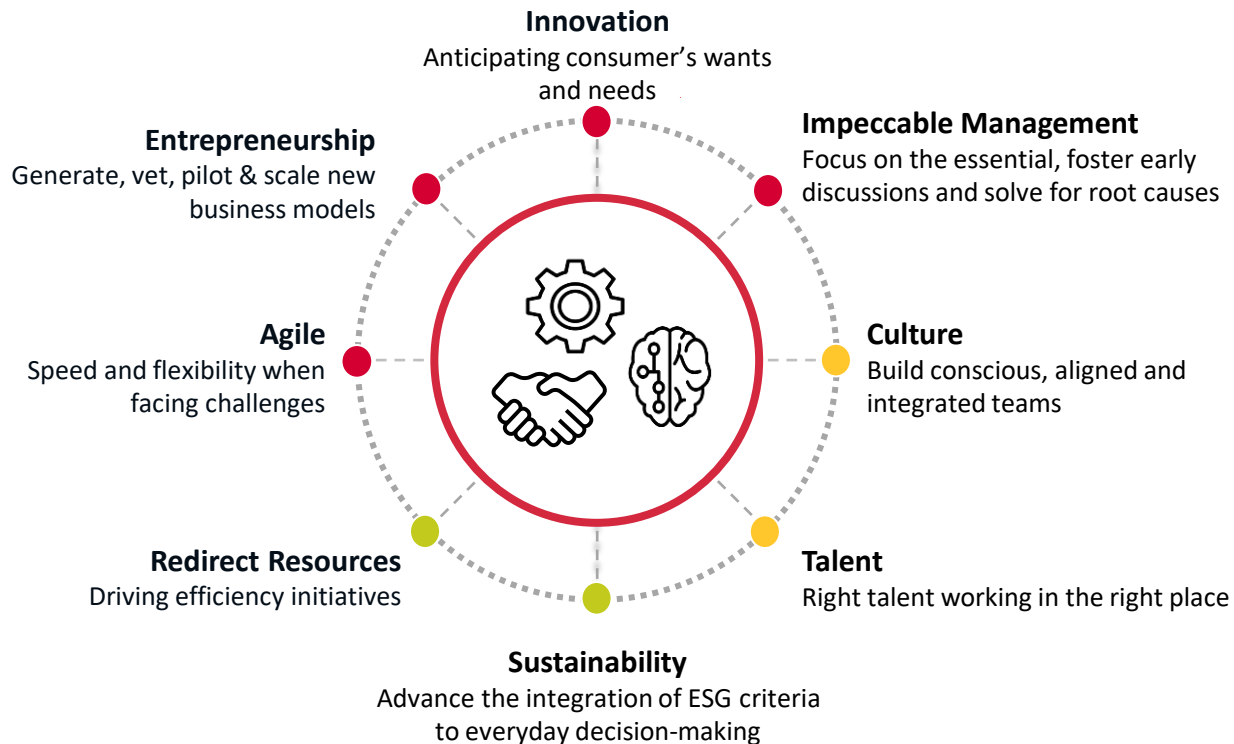 Innovation
Anticipating consumer’s wants
and needs
Impeccable Management
Focus on the essential, foster early
discussions and solve for root causes
Culture
Build conscious, aligned and
integrated teams
Talent
Right talent working in the right place
Sustainability
Advance the integration of ESG criteria
to everyday decision-making
Redirect Resources
Driving efficiency initiatives
Agile
Speed and flexibility when
facing challenges
Entrepreneurship
Generate, vet, pilot & scale new
business models